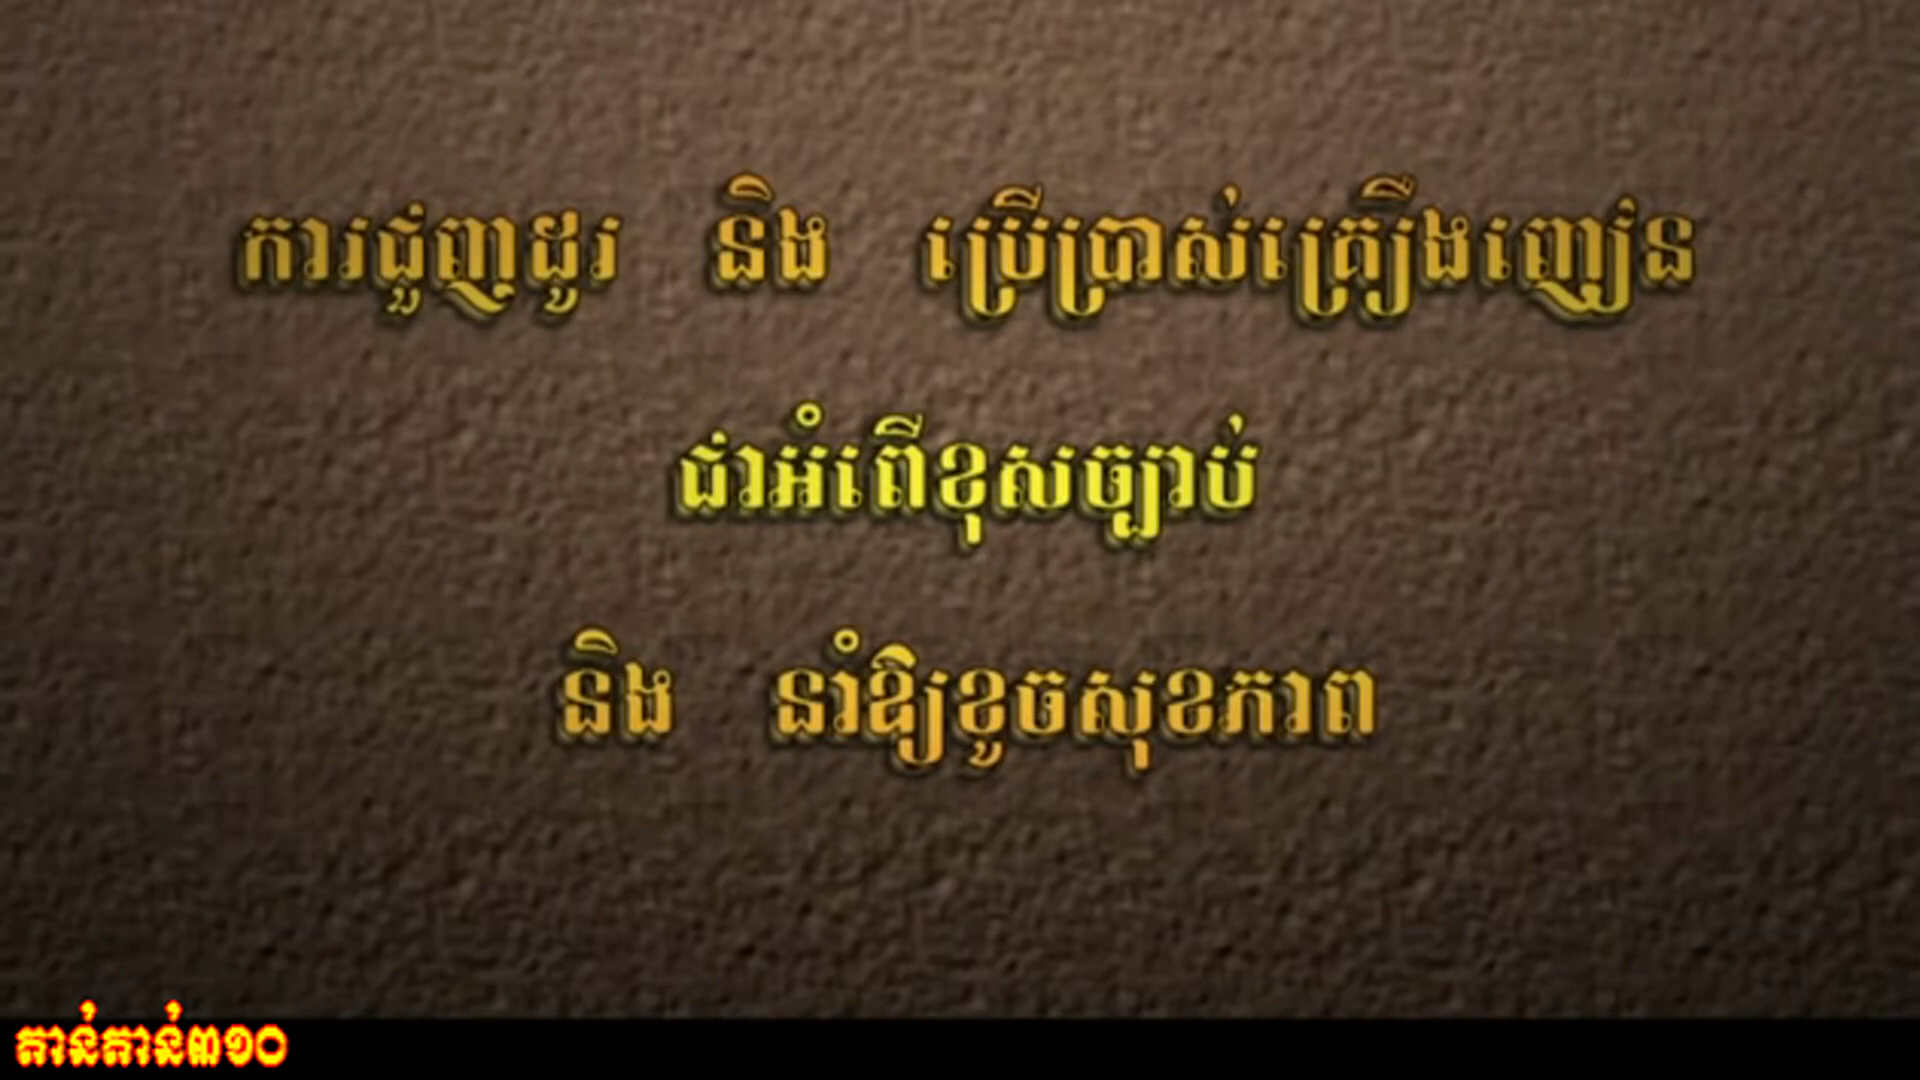 ការជួញដូរ និង ប្រើប្រាស់គ្រឿងញៀន
ជាអំពើខុសច្បាប់
និង នាំឱ្យខូចសុខភាព
តាន់តាន់៣១០